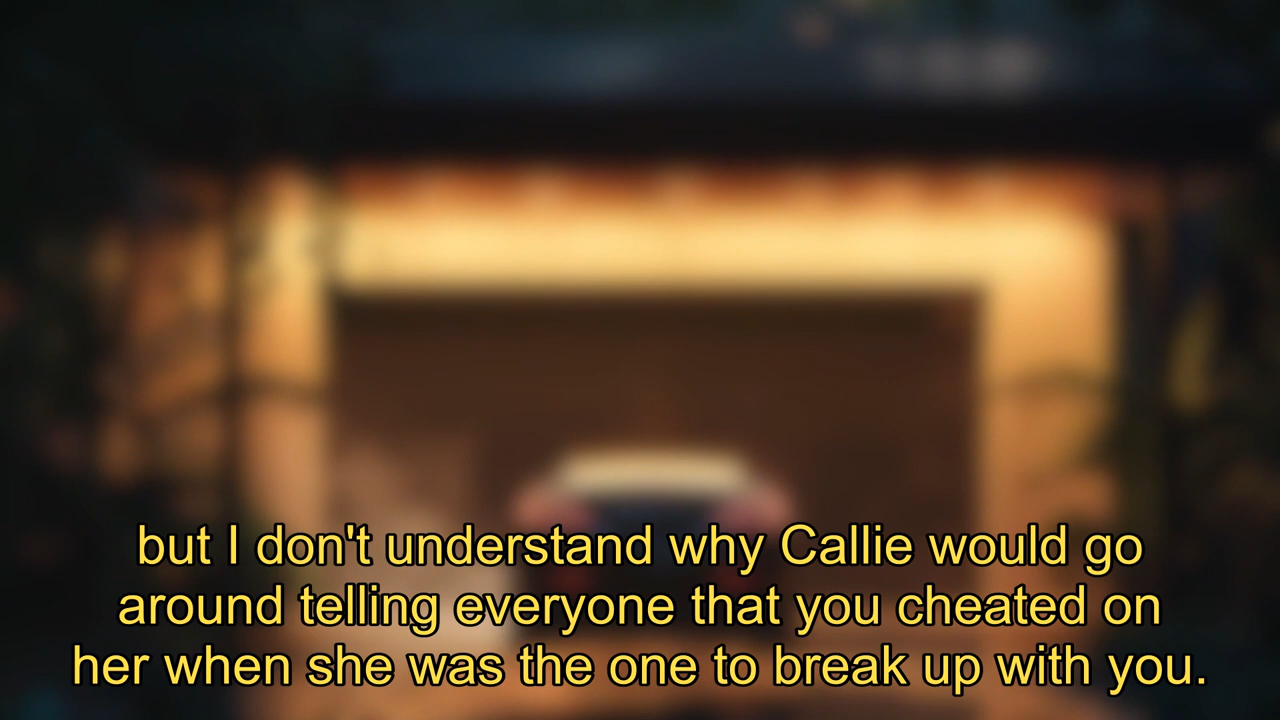 but I don't understand why Callie would go
around telling everyone that you cheated on
her when she was the one to break up with you.